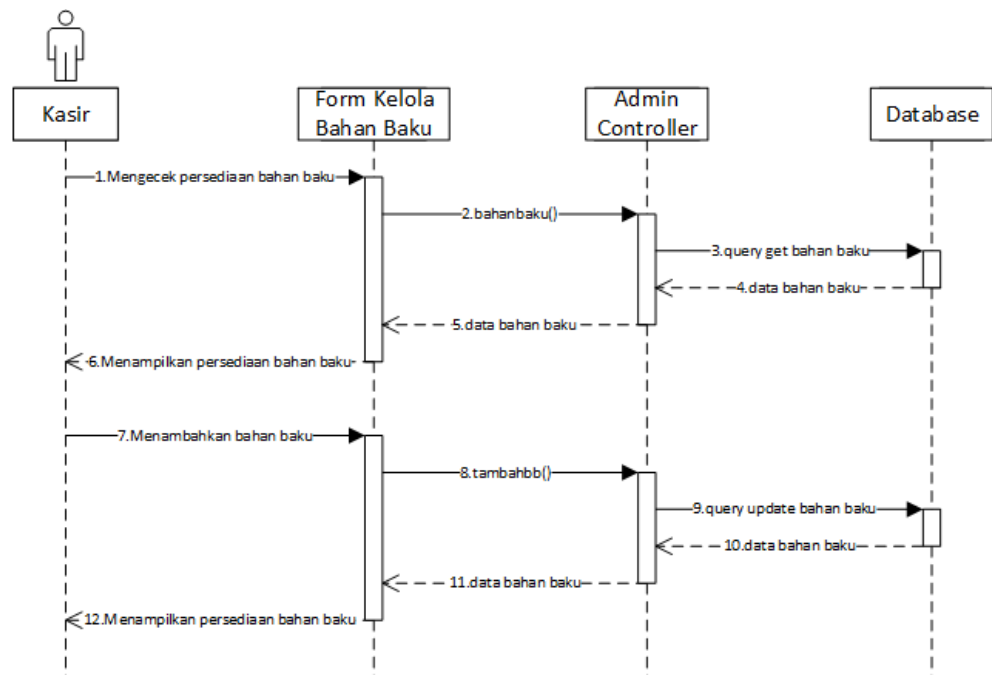 Kasir
Form Kelola
Bahan Baku
Admin
Controller
Database
1.Mengecek persediaan bahan baku
2.bahanbaku()
3.query get bahan baku
4.data bahan baku
5.data bahan baku
6.Menampilkan persediaan bahan baku
7.Menambahkan bahan baku
8.tambahbb()
9.query update bahan baku
10.data bahan baku
11.data bahan baku
12.Menampilkan persediaan bahan baku